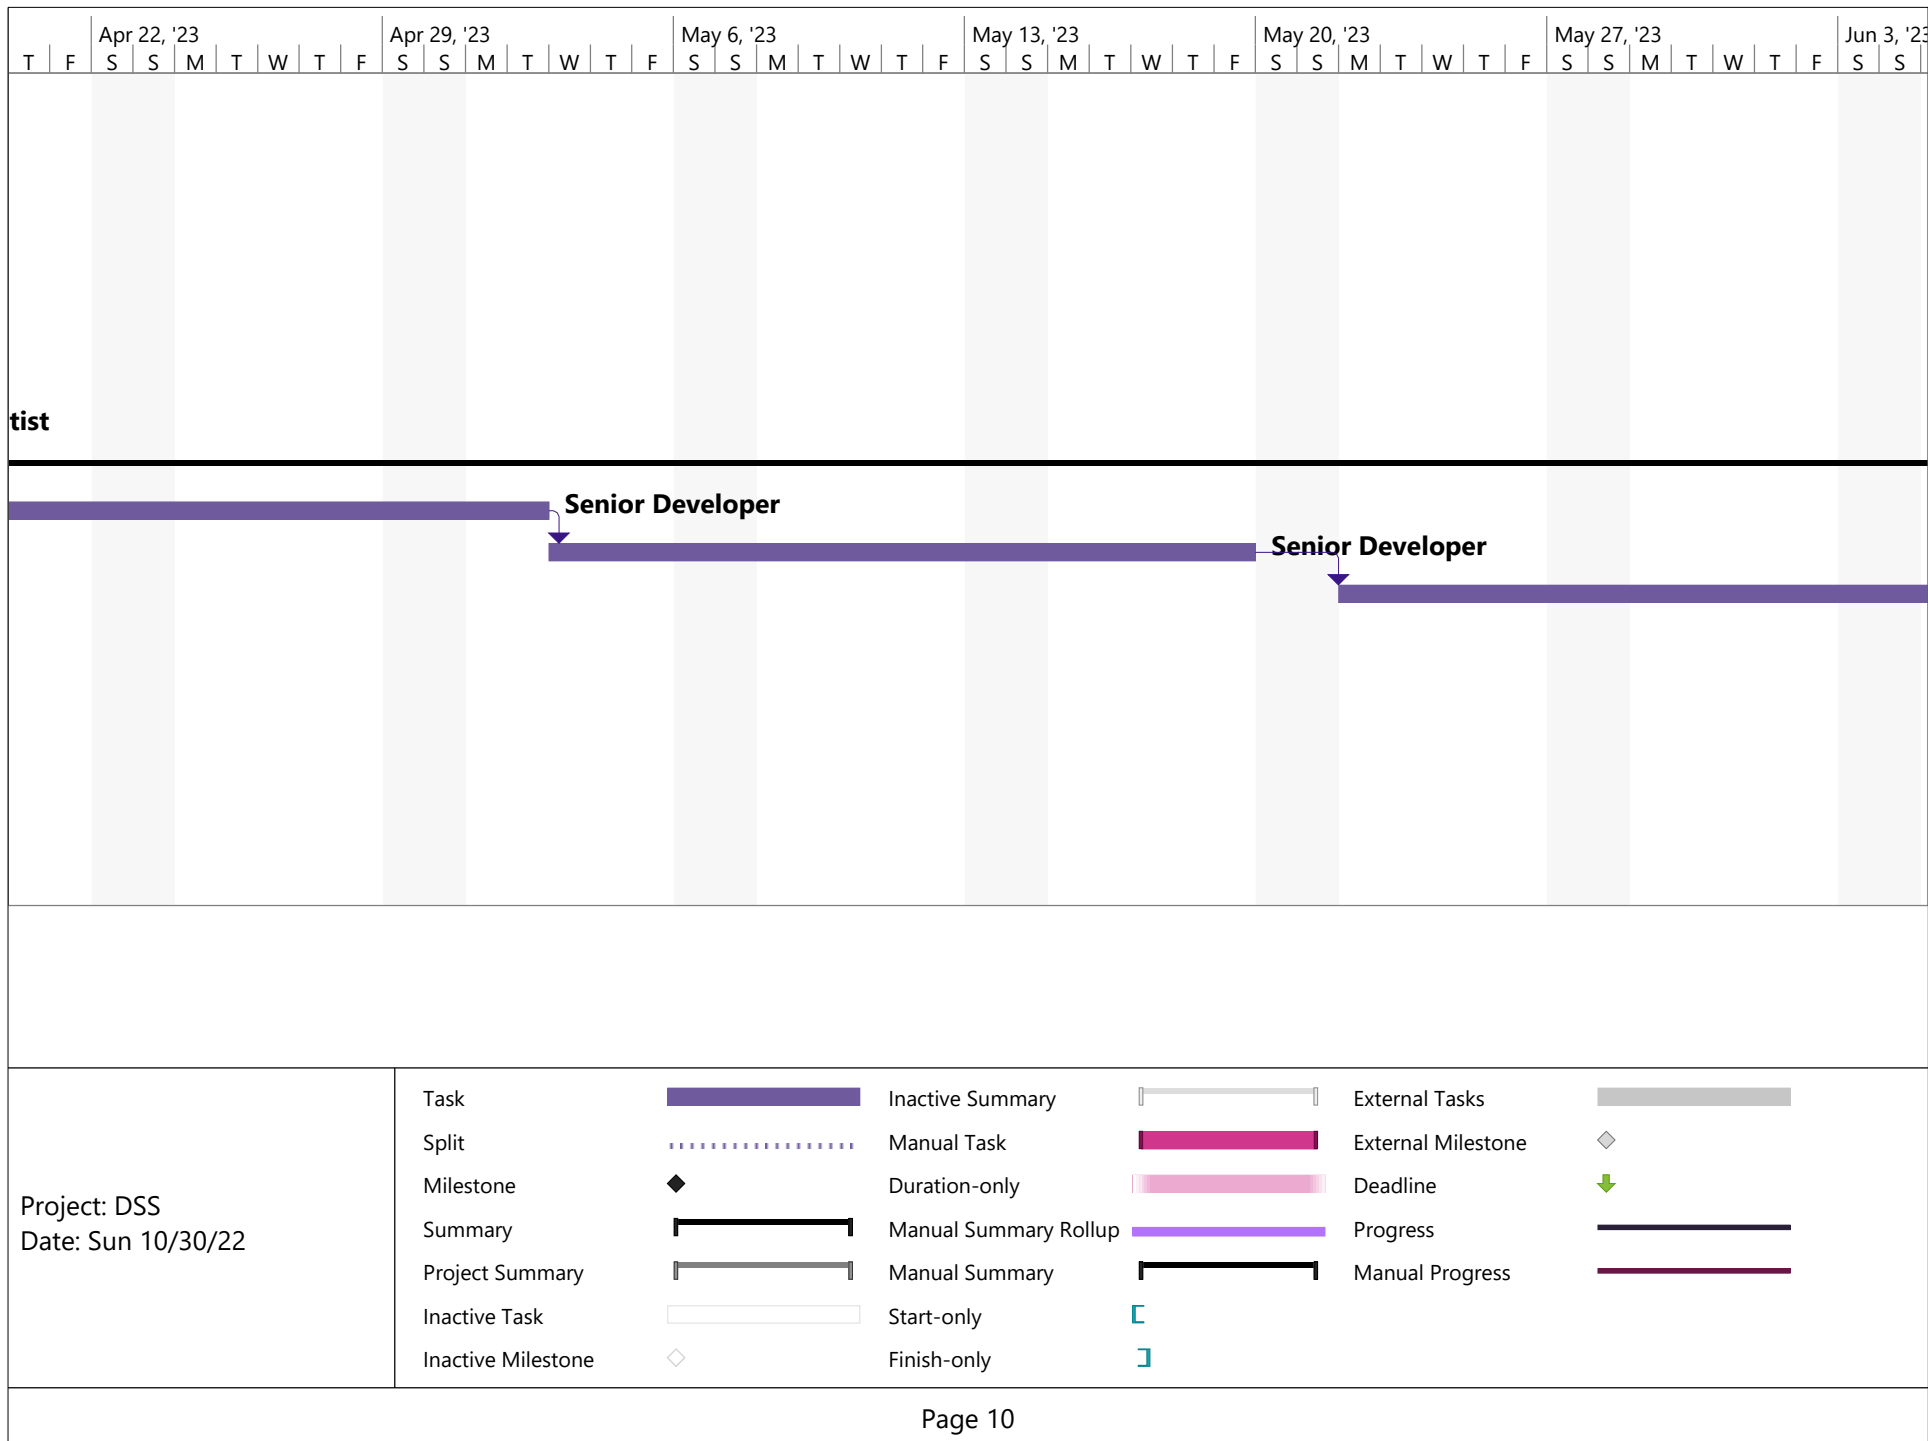 Apr 22, '23 Apr 29, '23 May 6, '23 May 13, '23 May 20, '23 May 27, '23 Jun 3, '23
T F S S M T W T F S S M T W T F S S M T W T F S S M T W T F S S M T W T F S S M T W T F S S
tist
Senior Developer
Senior Developer
Project: DSS
Date: Sun 10/30/22
Task
Split
Milestone
Summary
Project Summary
Inactive Task
Inactive Milestone
Inactive Summary
Manual Task
Duration-only
Manual Summary Rollup
Manual Summary
Start-only
Finish-only
External Tasks
External Milestone
Deadline
Progress
Manual Progress
Page 10